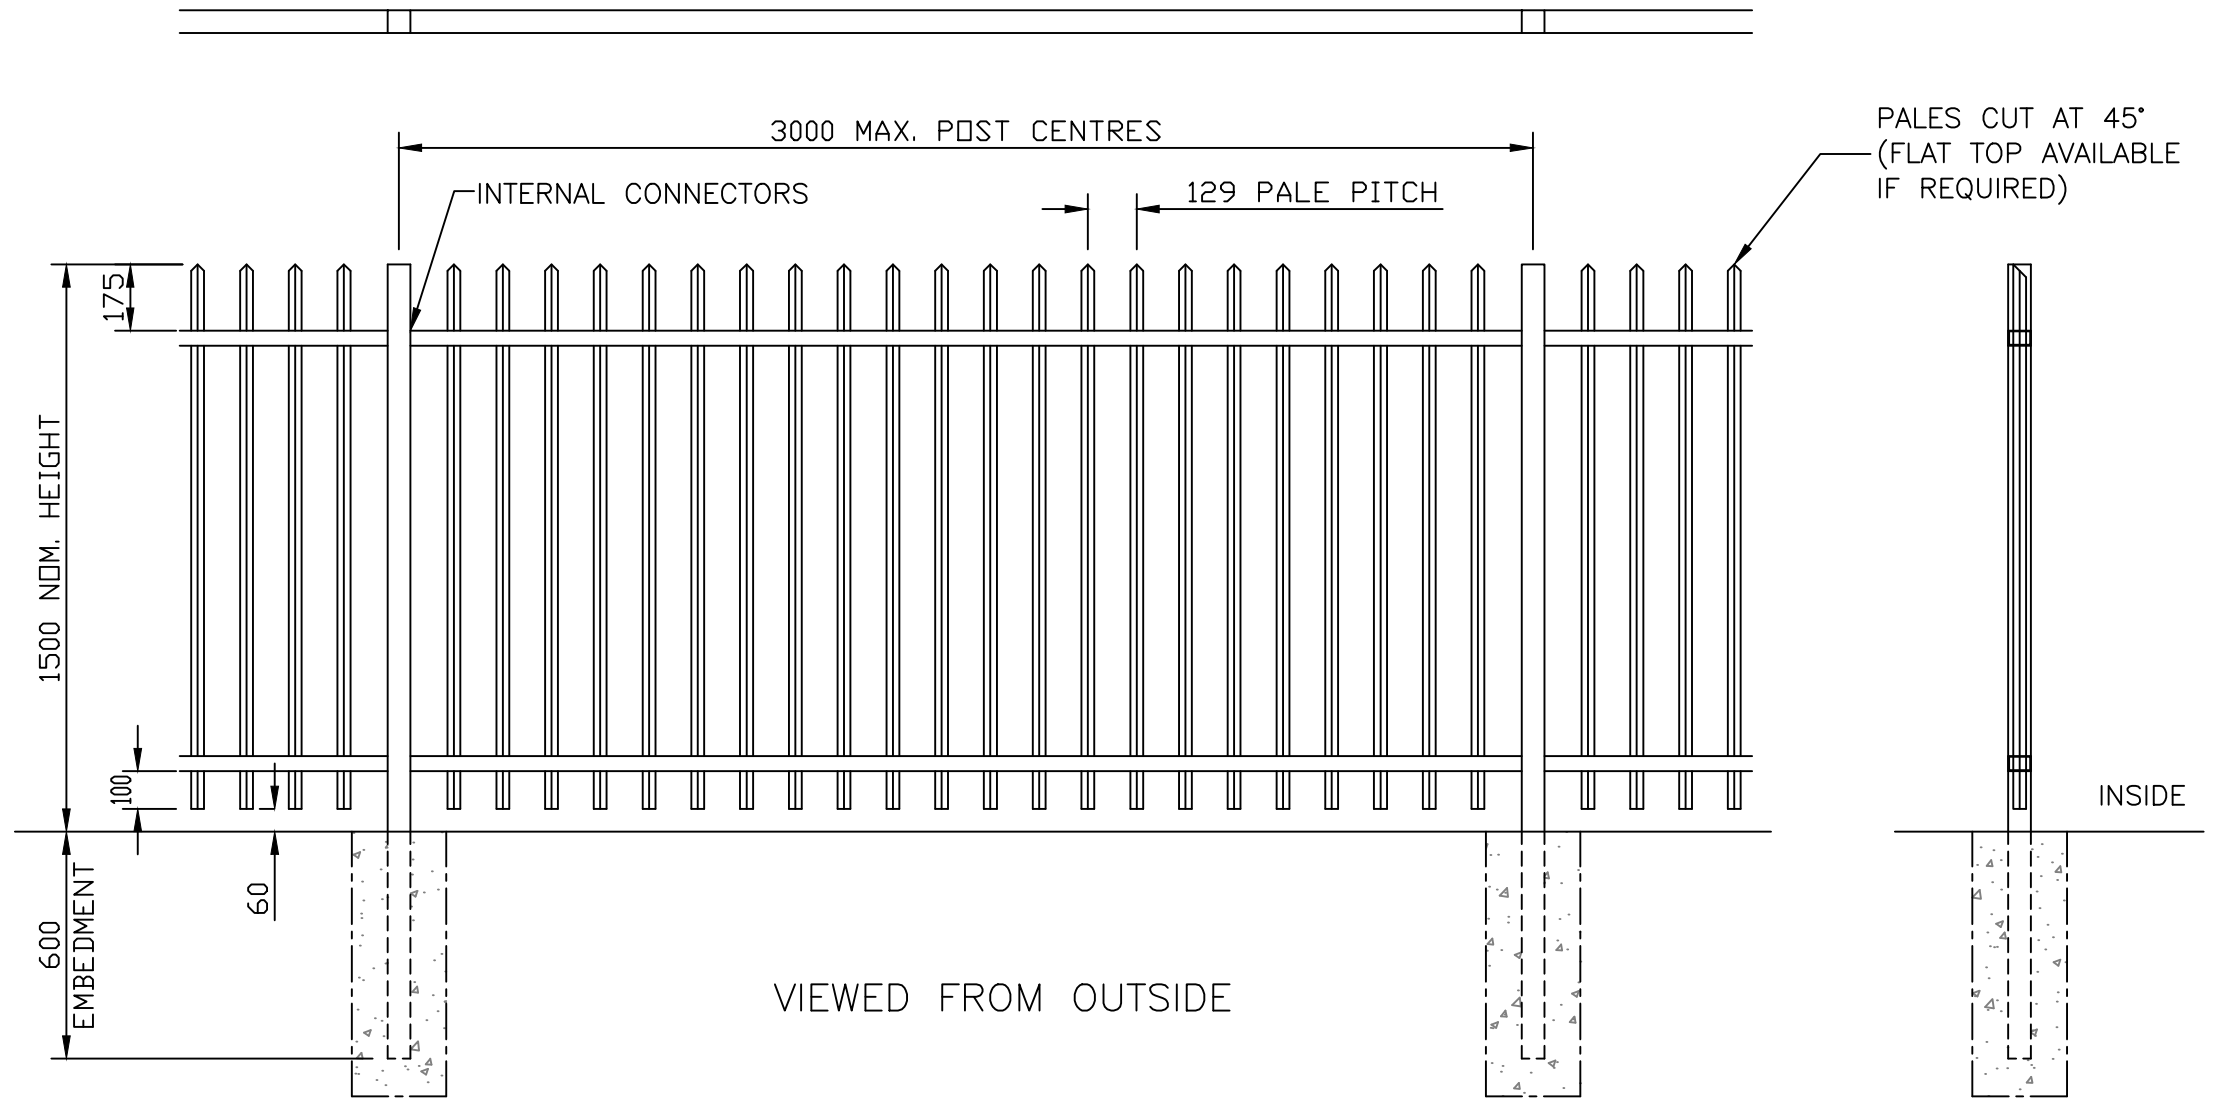 3000 MAX. POST CENTRES
PALES CUT AT 45°
(FLAT TOP AVAILABLE
IF REQUIRED)
INTERNAL CONNECTORS
129 PALE PITCH
175
1500 NOM. HEIGHT
100
60
600
EMBEDMENT
INSIDE
VIEWED FROM OUTSIDE